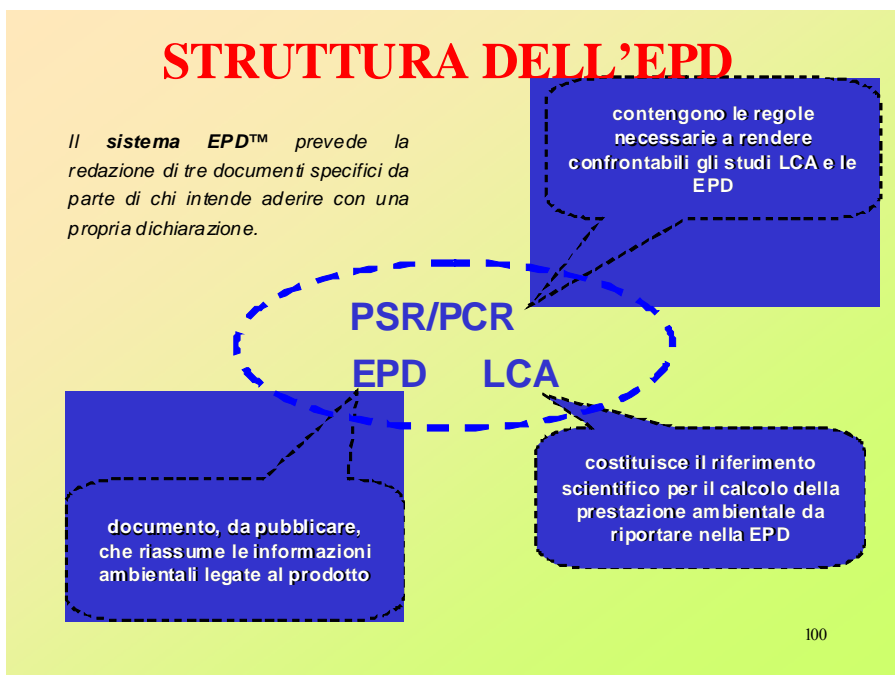 STRUTTURA DELL'EPD
Il sistema EPD™ prevede la
redazione di tre documenti specifici da
parte di chi intende aderire con una
propria dichiarazione.
contengono le regole
necessarie a rendere
confrontabili gli studi LCA e le
EPD
PSR/PCR
EPD LCA
documento, da pubblicare,
che riassume le informazioni
ambientali legate al prodotto
costituisce il riferimento
scientifico per il calcolo della
prestazione ambientale da
riportare nella EPD
100